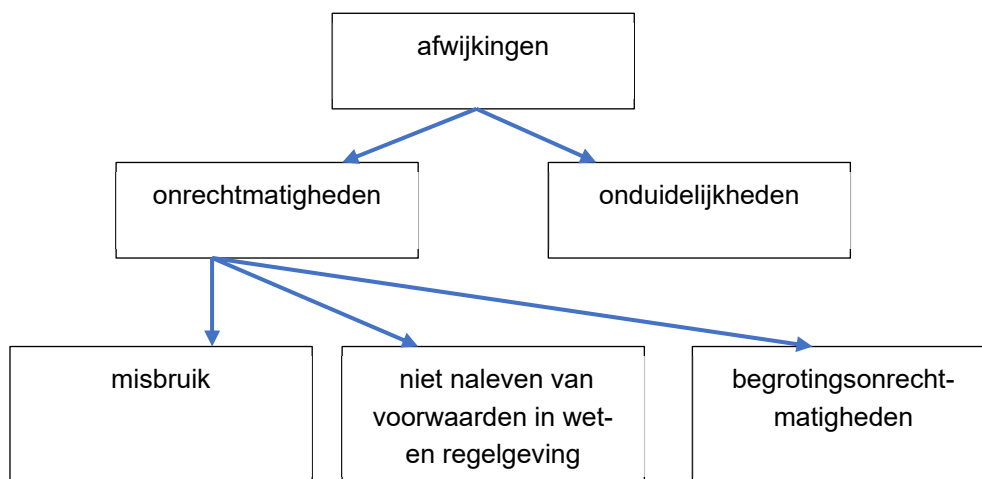 afwijkingen
onrechtmatigheden
onduidelijkheden
misbruik
niet naleven van
voorwaarden in wet-
en regelgeving
begrotingsonrecht-
matigheden